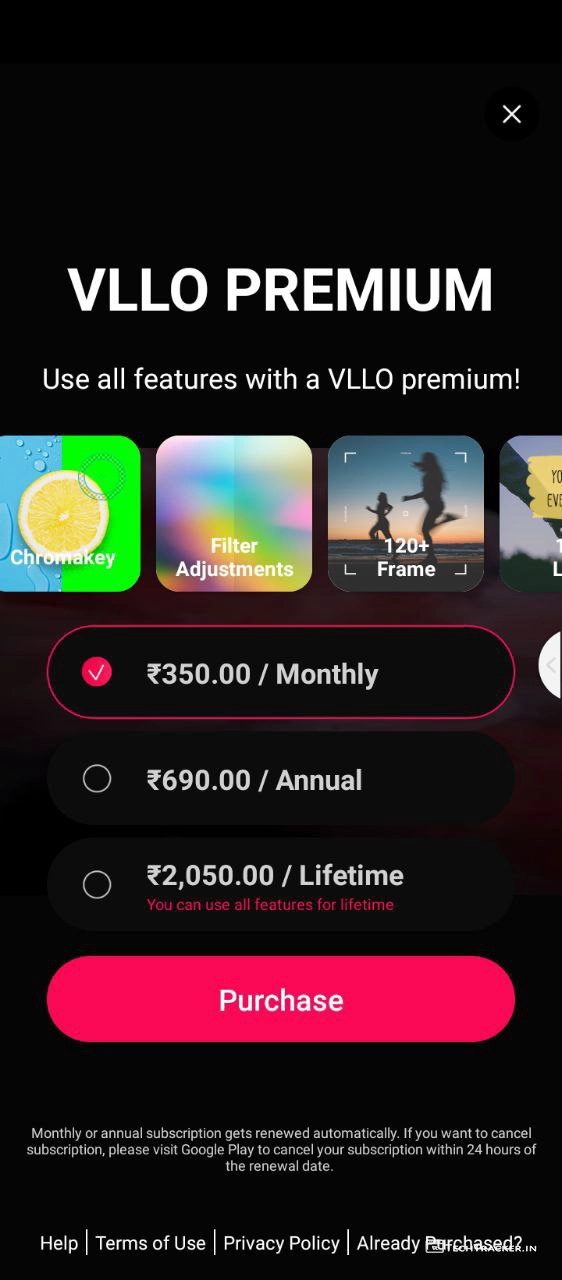 VLLO PREMIUM
Use all features with a VLLO premium!
Chromakey
Filter
Adjustments
120+
Frame
₹350.00 / Monthly
₹690.00 / Annual
₹2,050.00 / Lifetime
You can use all features for lifetime
Purchase
Monthly or annual subscription gets renewed automatically. If you want to cancel
subscription, please visit Google Play to cancel your subscription within 24 hours of
the renewal date.
Help | Terms of Use | Privacy Policy | Already Purchased?
TECHTRACKER.IN